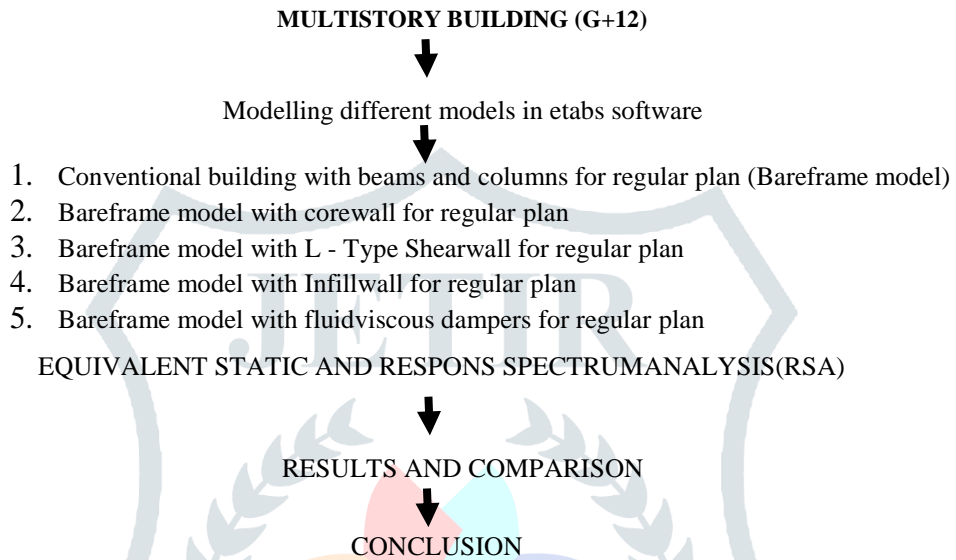 MULTISTORY BUILDING (G+12)
Modelling different models in etabs software
1. Conventional building with beams and columns for regular plan (Bareframe model)
2. Bareframe model with corewall for regular plan
3. Bareframe model with L - Type Shearwall for regular plan
4. Bareframe model with Infillwall for regular plan
5. Bareframe model with fluidviscous dampers for regular plan
JETIR
EQUIVALENT STATIC AND RESPONS SPECTRUMANALYSIS(RSA)
RESULTS AND COMPARISON
CONCLUSION